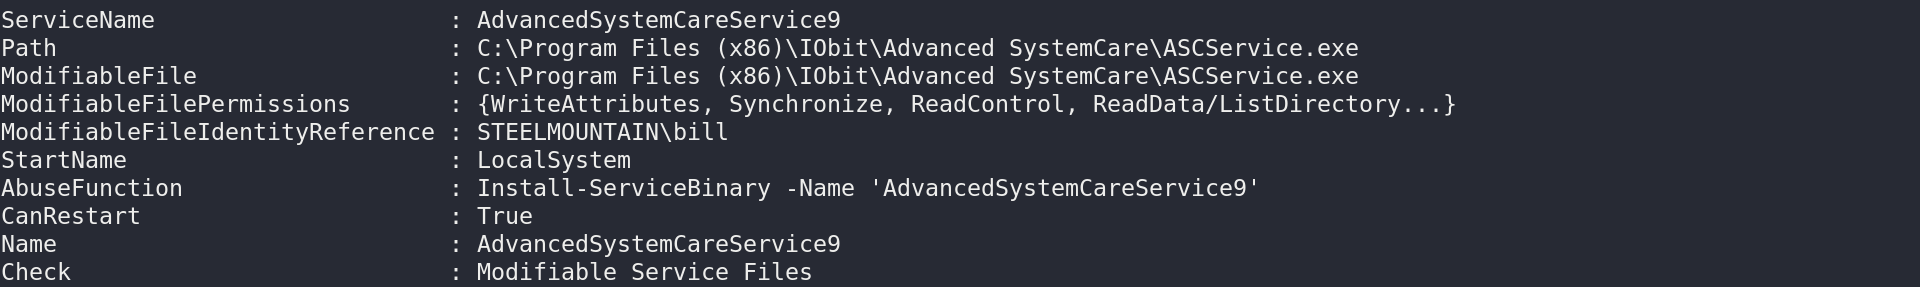 ServiceName                     : AdvancedSystemCareService9
Path                            : C:\Program Files (x86)\IObit\Advanced SystemCare\ASCService.exe
ModifiableFile                  : C:\Program Files (x86)\IObit\Advanced SystemCare\ASCService.exe
ModifiableFilePermissions       : {WriteAttributes, Synchronize, ReadControl, ReadData/ListDirectory...}
ModifiableFileIdentityReference : STEELMOUNTAIN\bill
StartName                       : LocalSystem
AbuseFunction                   : Install-ServiceBinary -Name 'AdvancedSystemCareService9'
CanRestart                      : True
Name                            : AdvancedSystemCareService9
Check                           : Modifiable Service Files